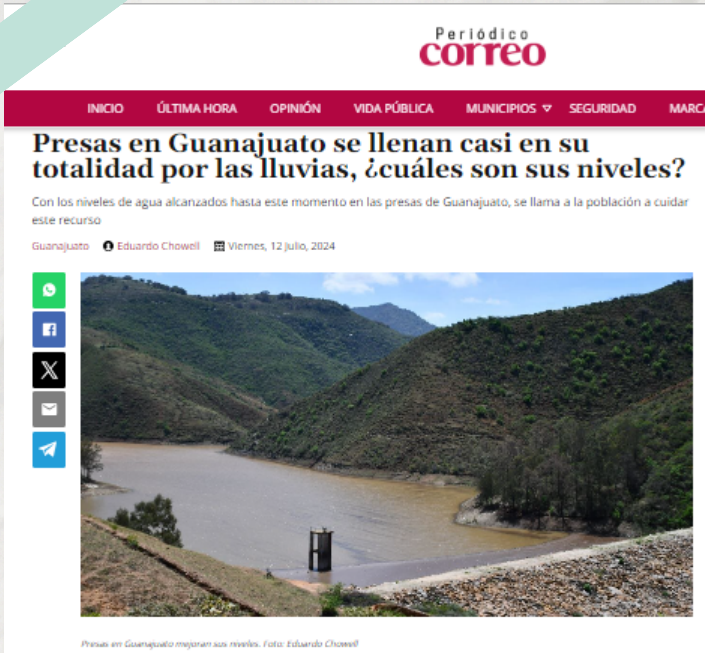 Periódico
correo
INICIO ÚLTIMA HORA OPINIÓN VIDA PÚBLICA MUNICIPIOS SEGURIDAD MARCA
Presas en Guanajuato se llenan casi en su
totalidad por las lluvias, ¿cuáles son sus niveles?
Con los niveles de agua alcanzados hasta este momento en las presas de Guanajuato, se llama a la población a cuidar
este recurso
Guanajuato Eduardo Chowell Viernes, 12 Julio, 2024
Presas en Guanajuato mejoran sus niveles. Foto: Eduardo Chowell